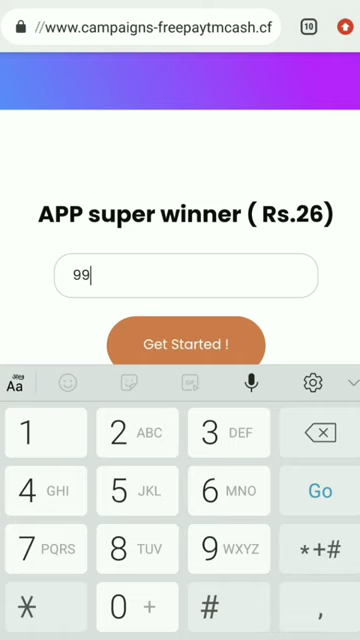 //www.campaigns-freepaytmcash.cf
10
APP super winner ( Rs.26)
99
Get Started !
Aa
GIF
1
2 ABC
3 DEF
4 GHI
5 JKL
6 MNO
Go
7 PQRS
8 TUV
9 WXYZ
*+#
*
0 +
#
,